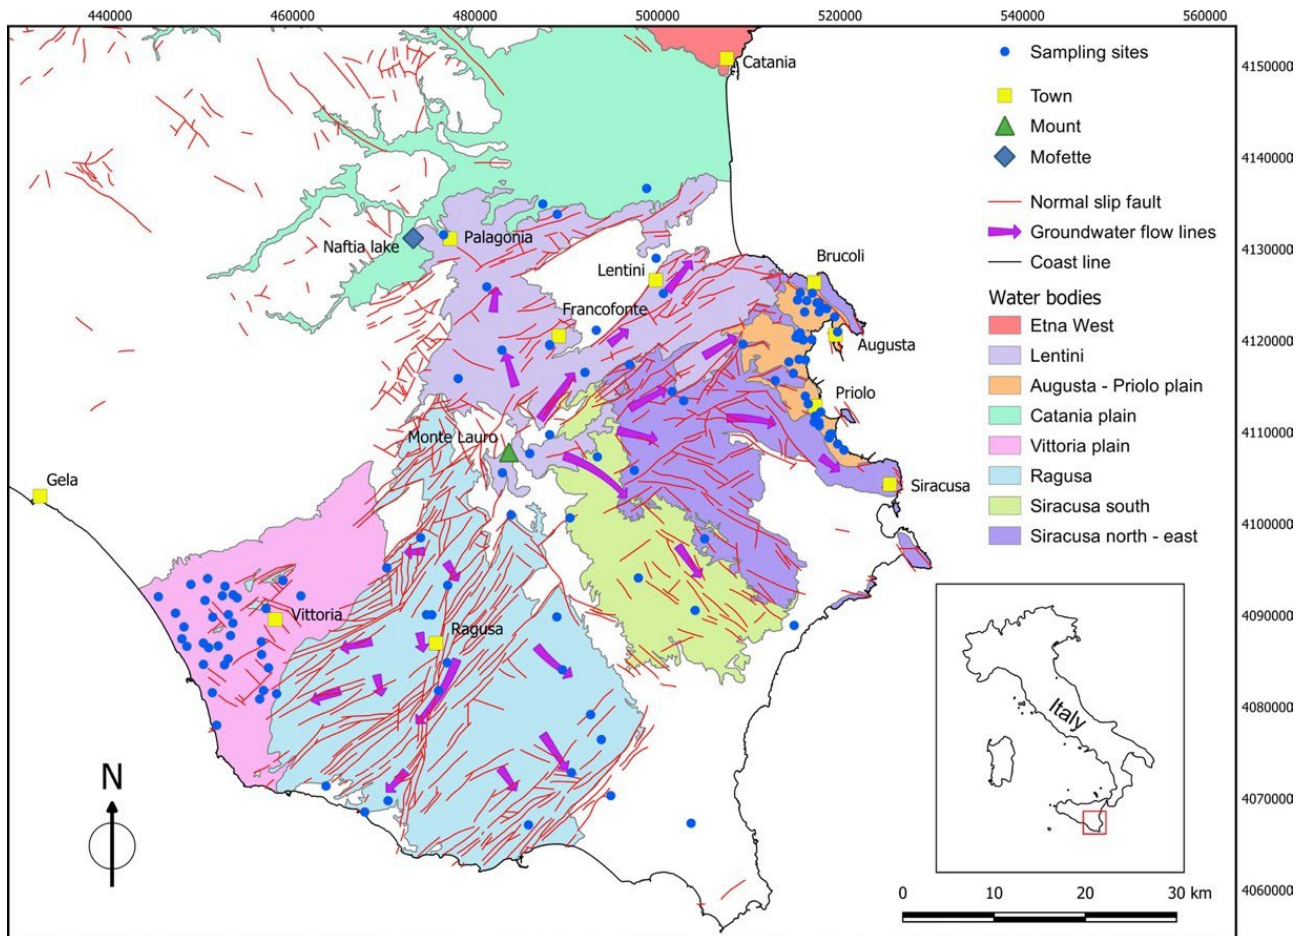 440000 460000 480000 500000 520000 540000 560000
4150000
4140000
4130000
4120000
4110000
4100000
4090000
4080000
4070000
4060000
Catania
Naftia lake
Palagonia
Lentini
Brucoli
Francofonte
Augusta
Priolo
Monte Lauro
Gela
Siracusa
Vittoria
Ragusa
N
Sampling sites
Town
Mount
Mofette
Normal slip fault
Groundwater flow lines
Coast line
Water bodies
Etna West
Lentini
Augusta - Priolo plain
Catania plain
Vittoria plain
Ragusa
Siracusa south
Siracusa north - east
Italy
0 10 20 30 km